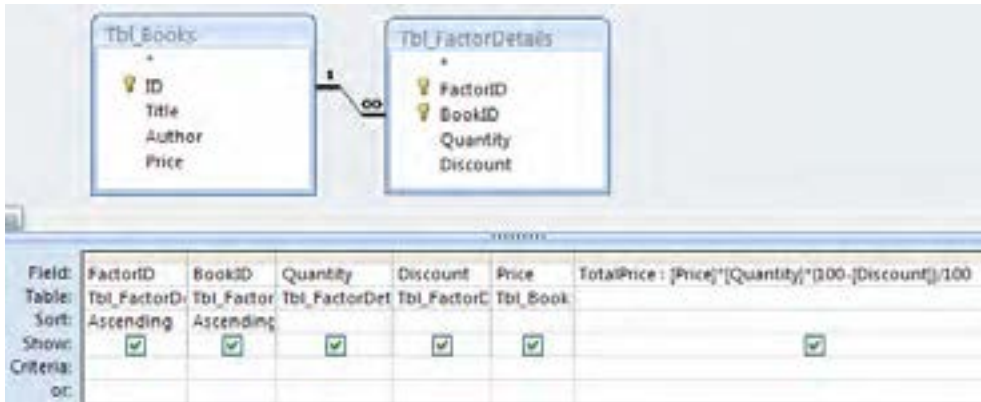 Tbl_Books
*
ID
Title
Author
Price
1
∞
Tbl_FactorDetails
*
FactorID
BookID
Quantity
Discount
Field: FactorID BookID Quantity Discount Price TotalPrice : [Price]*[Quantity]*(100-[Discount])/100
Table: Tbl_FactorD Tbl_Factor Tbl_FactorDet Tbl_FactorC Tbl_Book
Sort: Ascending Ascending
Show:
Criteria:
or: